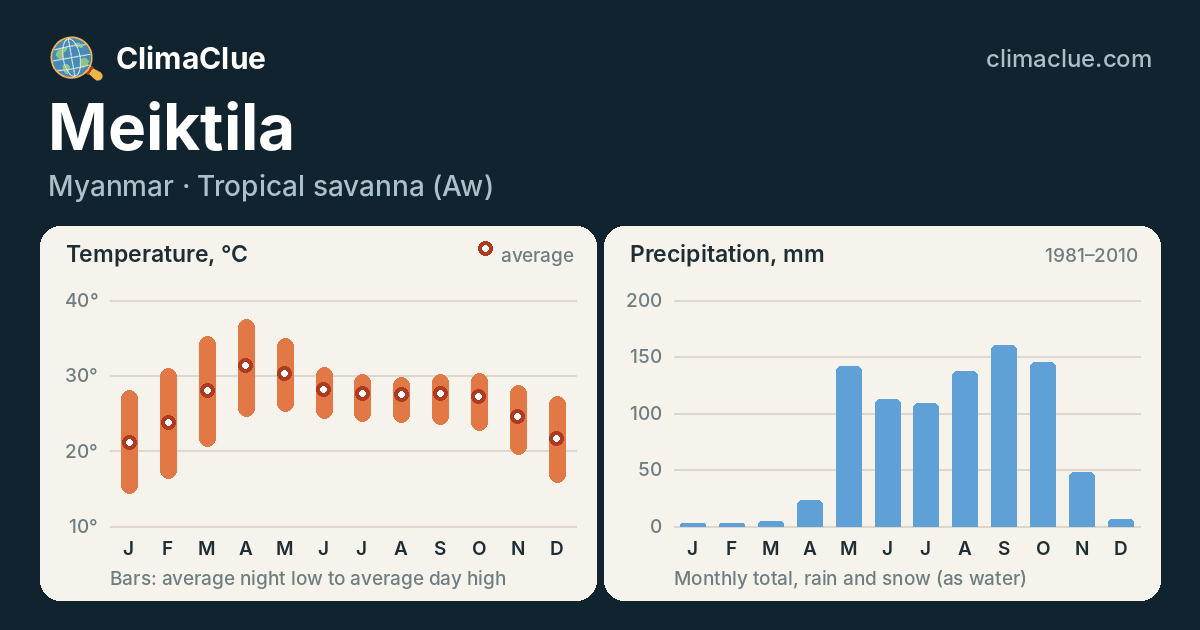 ClimaClue
climaclue.com
Meiktila
Myanmar · Tropical savanna (Aw)
Temperature, °C
average
40°
30°
20°
10°
J F M A M J J A S O N D
Bars: average night low to average day high
Precipitation, mm
1981–2010
200
150
100
50
0
J F M A M J J A S O N D
Monthly total, rain and snow (as water)